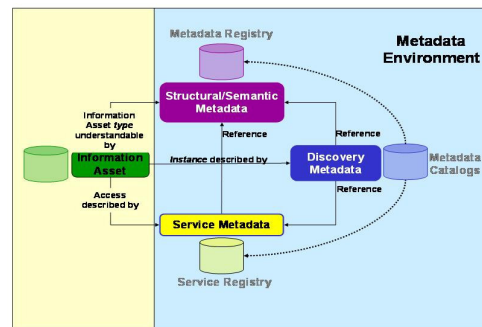 Metadata Registry
Metadata
Environment
Structural/Semantic
Metadata
Information
Asset type
understandable
by
Reference
Reference
Information
Asset
Instance described by
Discovery
Metadata
Metadata
Catalogs
Access
described by
Reference
Service Metadata
Service Registry